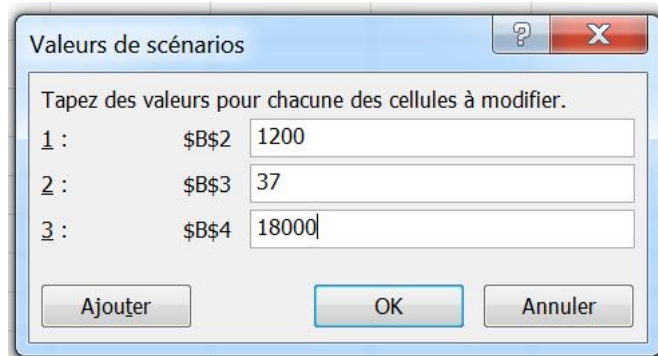 Valeurs de scénarios
Tapez des valeurs pour chacune des cellules à modifier.
1 : $B$2 1200
2 : $B$3 37
3 : $B$4 18000
Ajouter OK Annuler